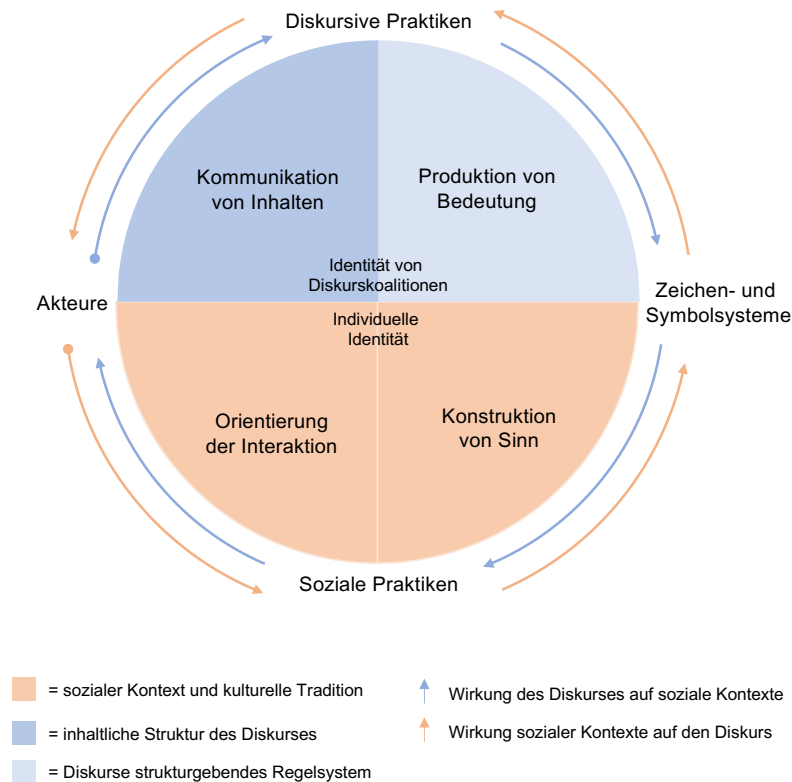 Diskursive Praktiken
Kommunikation
von Inhalten
Produktion von
Bedeutung
Identität von
Diskurskoalitionen
Akteure
Zeichen- und
Symbolsysteme
Individuelle
Identität
Orientierung
der Interaktion
Konstruktion
von Sinn
Soziale Praktiken
= sozialer Kontext und kulturelle Tradition
= inhaltliche Struktur des Diskurses
= Diskurse strukturgebendes Regelsystem
Wirkung des Diskurses auf soziale Kontexte
Wirkung sozialer Kontexte auf den Diskurs